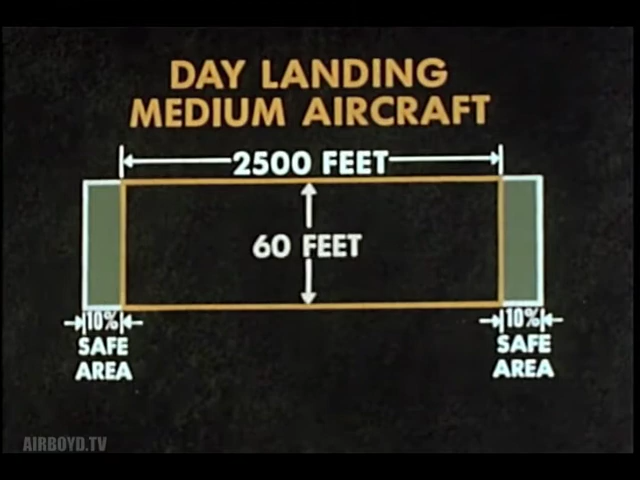 DAY LANDING
MEDIUM AIRCRAFT
2500 FEET
60 FEET
10%
SAFE
AREA
10%
SAFE
AREA
AIRBOYD.TV